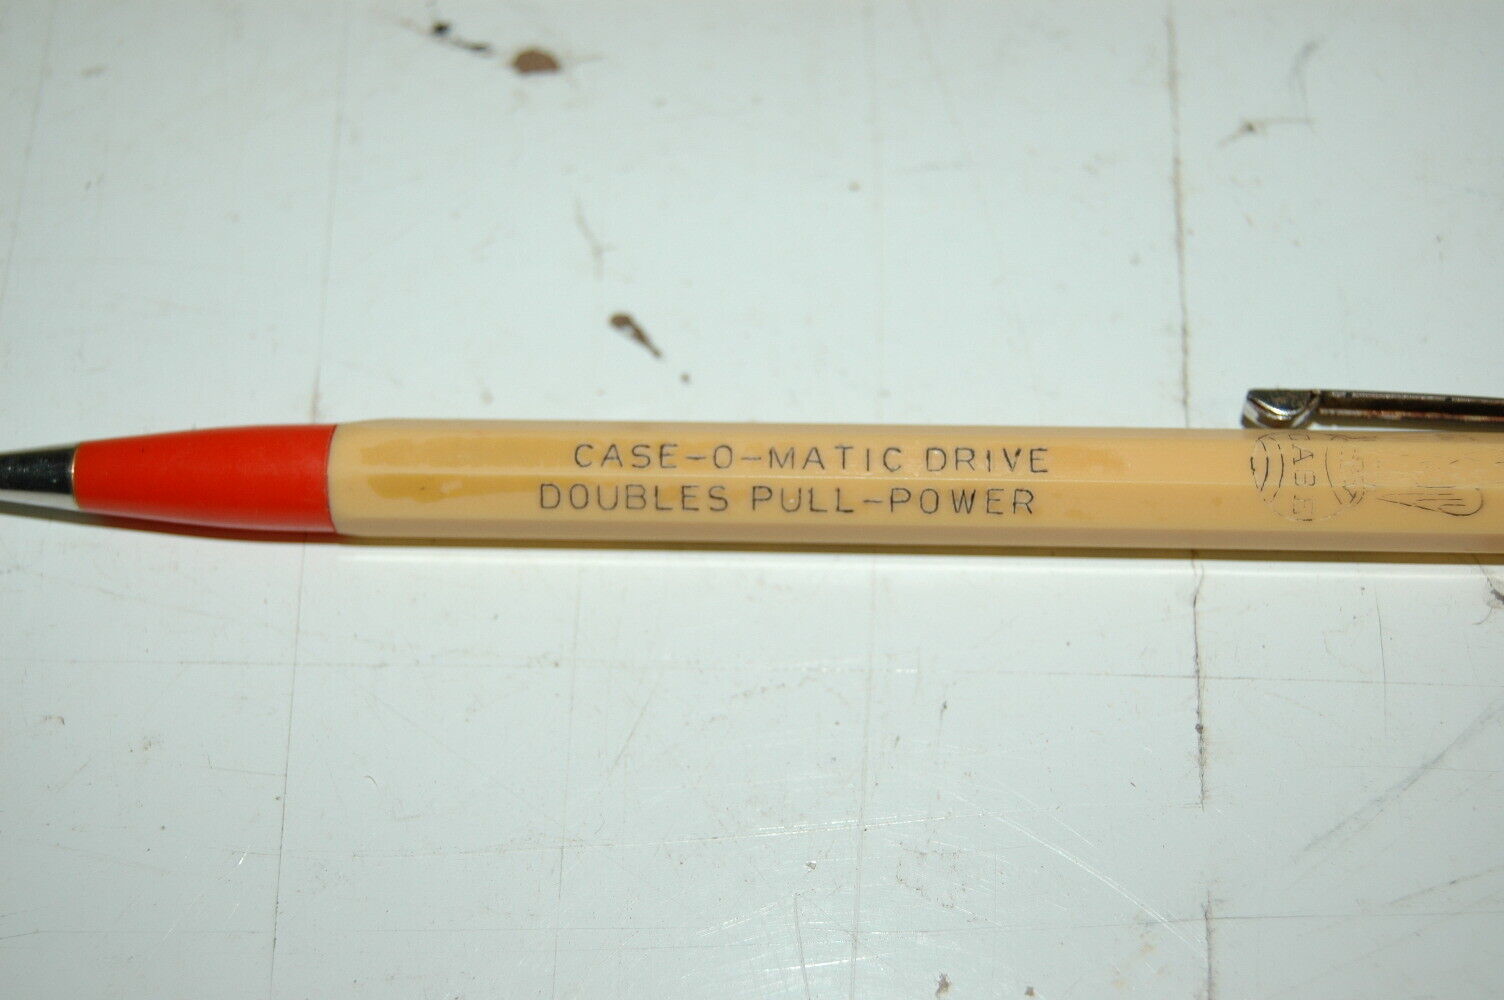 CASE-O-MATIC DRIVE
DOUBLES PULL-POWER